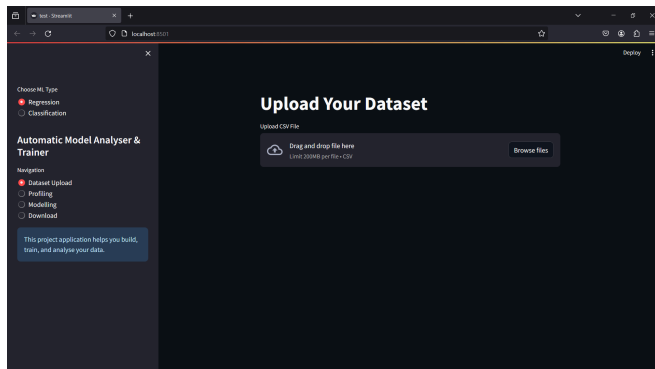 test · Streamlit
localhost:8501
Deploy
Choose ML Type
Regression
Classification
Automatic Model Analyser &
Trainer
Navigation
Dataset Upload
Profiling
Modelling
Download
This project application helps you build,
train, and analyse your data.
Upload Your Dataset
Upload CSV File
Drag and drop file here
Limit 200MB per file • CSV
Browse files